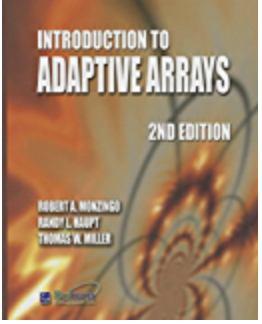 INTRODUCTION TO
ADAPTIVE ARRAYS
2ND EDITION
ROBERT A. MONZINGO
RANDY L. HAUPT
THOMAS W. MILLER